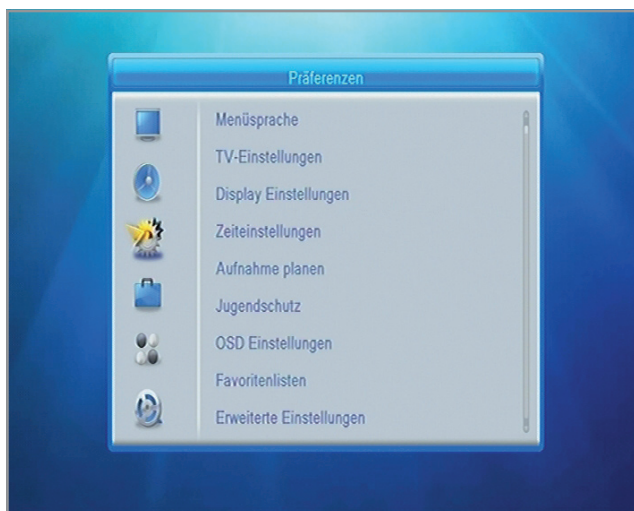 Präferenzen
Menüsprache
TV-Einstellungen
Display Einstellungen
Zeiteinstellungen
Aufnahme planen
Jugendschutz
OSD Einstellungen
Favoritenlisten
Erweiterte Einstellungen